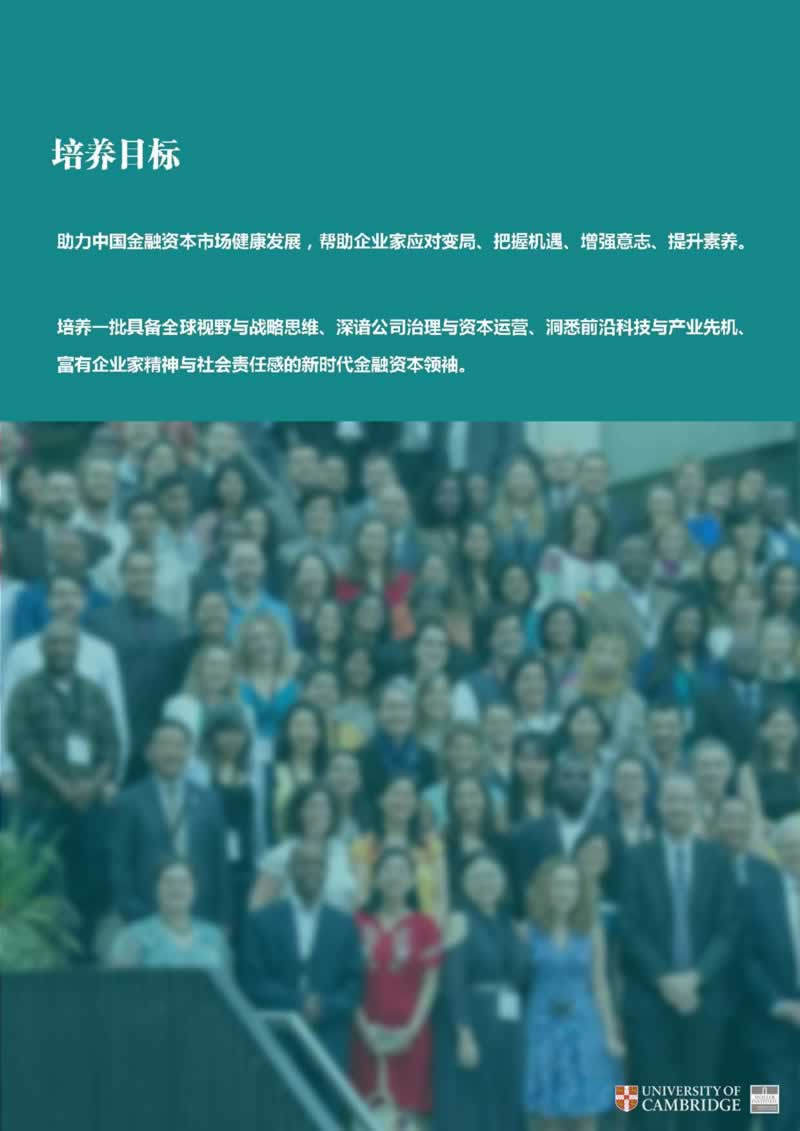 培养目标
助力中国金融资本市场健康发展，帮助企业家应对变局、把握机遇、增强意志、提升素养。
培养一批具备全球视野与战略思维、深谙公司治理与资本运营、洞悉前沿科技与产业先机、
富有企业家精神与社会责任感的新时代金融资本领袖。
UNIVERSITY OF
CAMBRIDGE